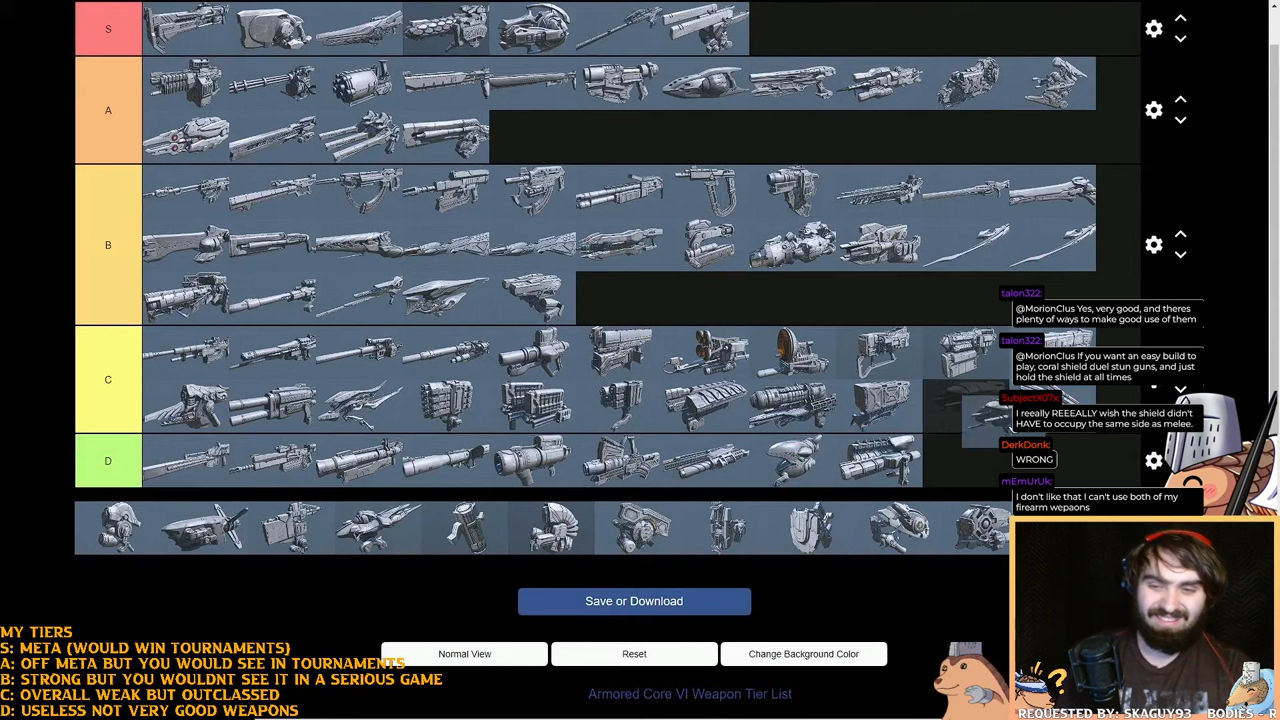 S
A
B
C
D
talon322:
@MorionClus Yes, very good, and theres
plenty of ways to make good use of them
talon322:
@MorionClus If you want an easy build to
play, coral shield duel stun guns, and just
hold the shield at all times
SubjectX07x:
I reeally REEEALLY wish the shield didn't
HAVE to occupy the same side as melee.
DerkDonk:
WRONG
mEmUrUk:
I don't like that I can't use both of my
firearm wepaons
Save or Download
Normal View
Reset
Change Background Color
Armored Core VI Weapon Tier List
MY TIERS
S: META (WOULD WIN TOURNAMENTS)
A; OFF META BUT YOU WOULD SEE IN TOURNAMENTS
B: STRONG BUT YOU WOULDNT SEE IT IN A SERIOUS GAME
C: OVERALL WEAK BUT OUTCLASSED
D: USELESS NOT VERY GOOD WEAPONS
REQUESTED BY: SKAGUY93 _ BODIES - R